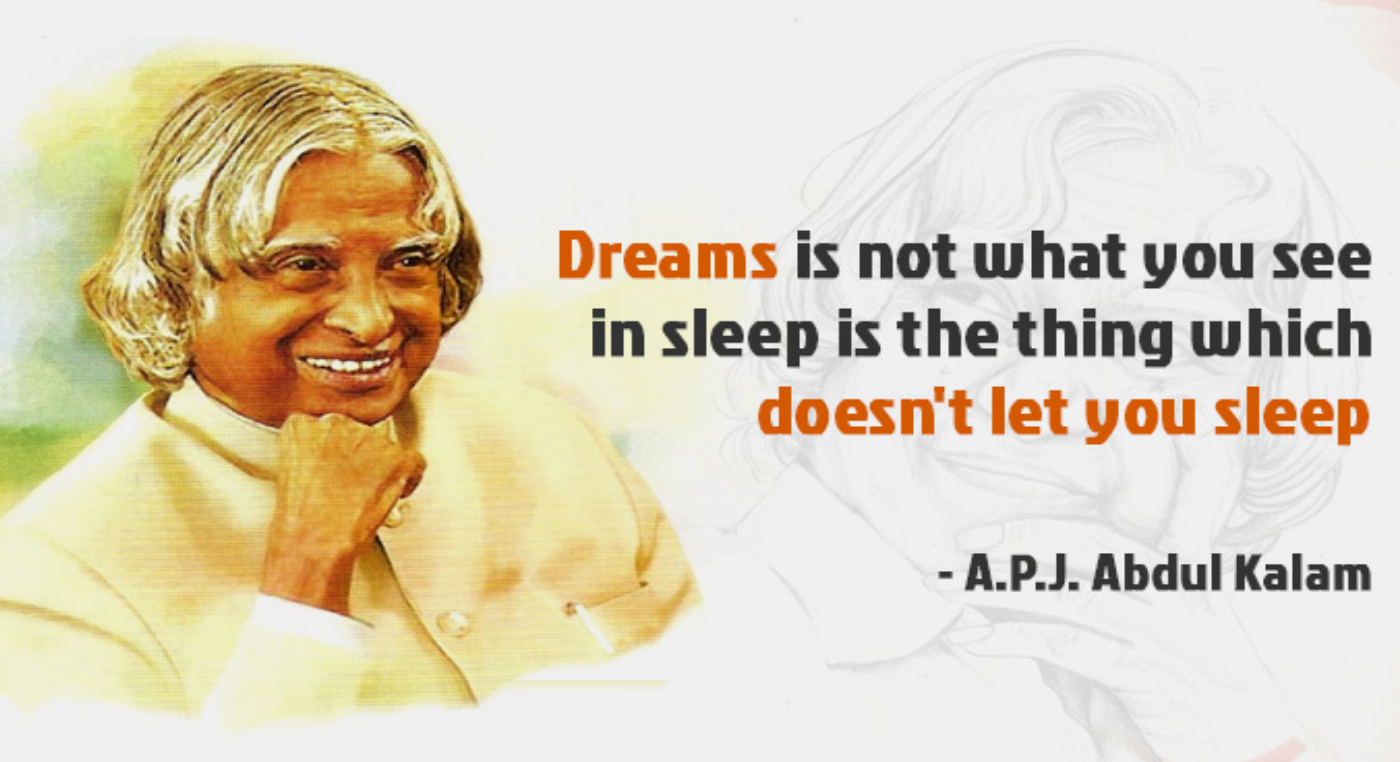 Dreams is not what you see
in sleep is the thing which
doesn't let you sleep
- A.P.J. Abdul Kalam